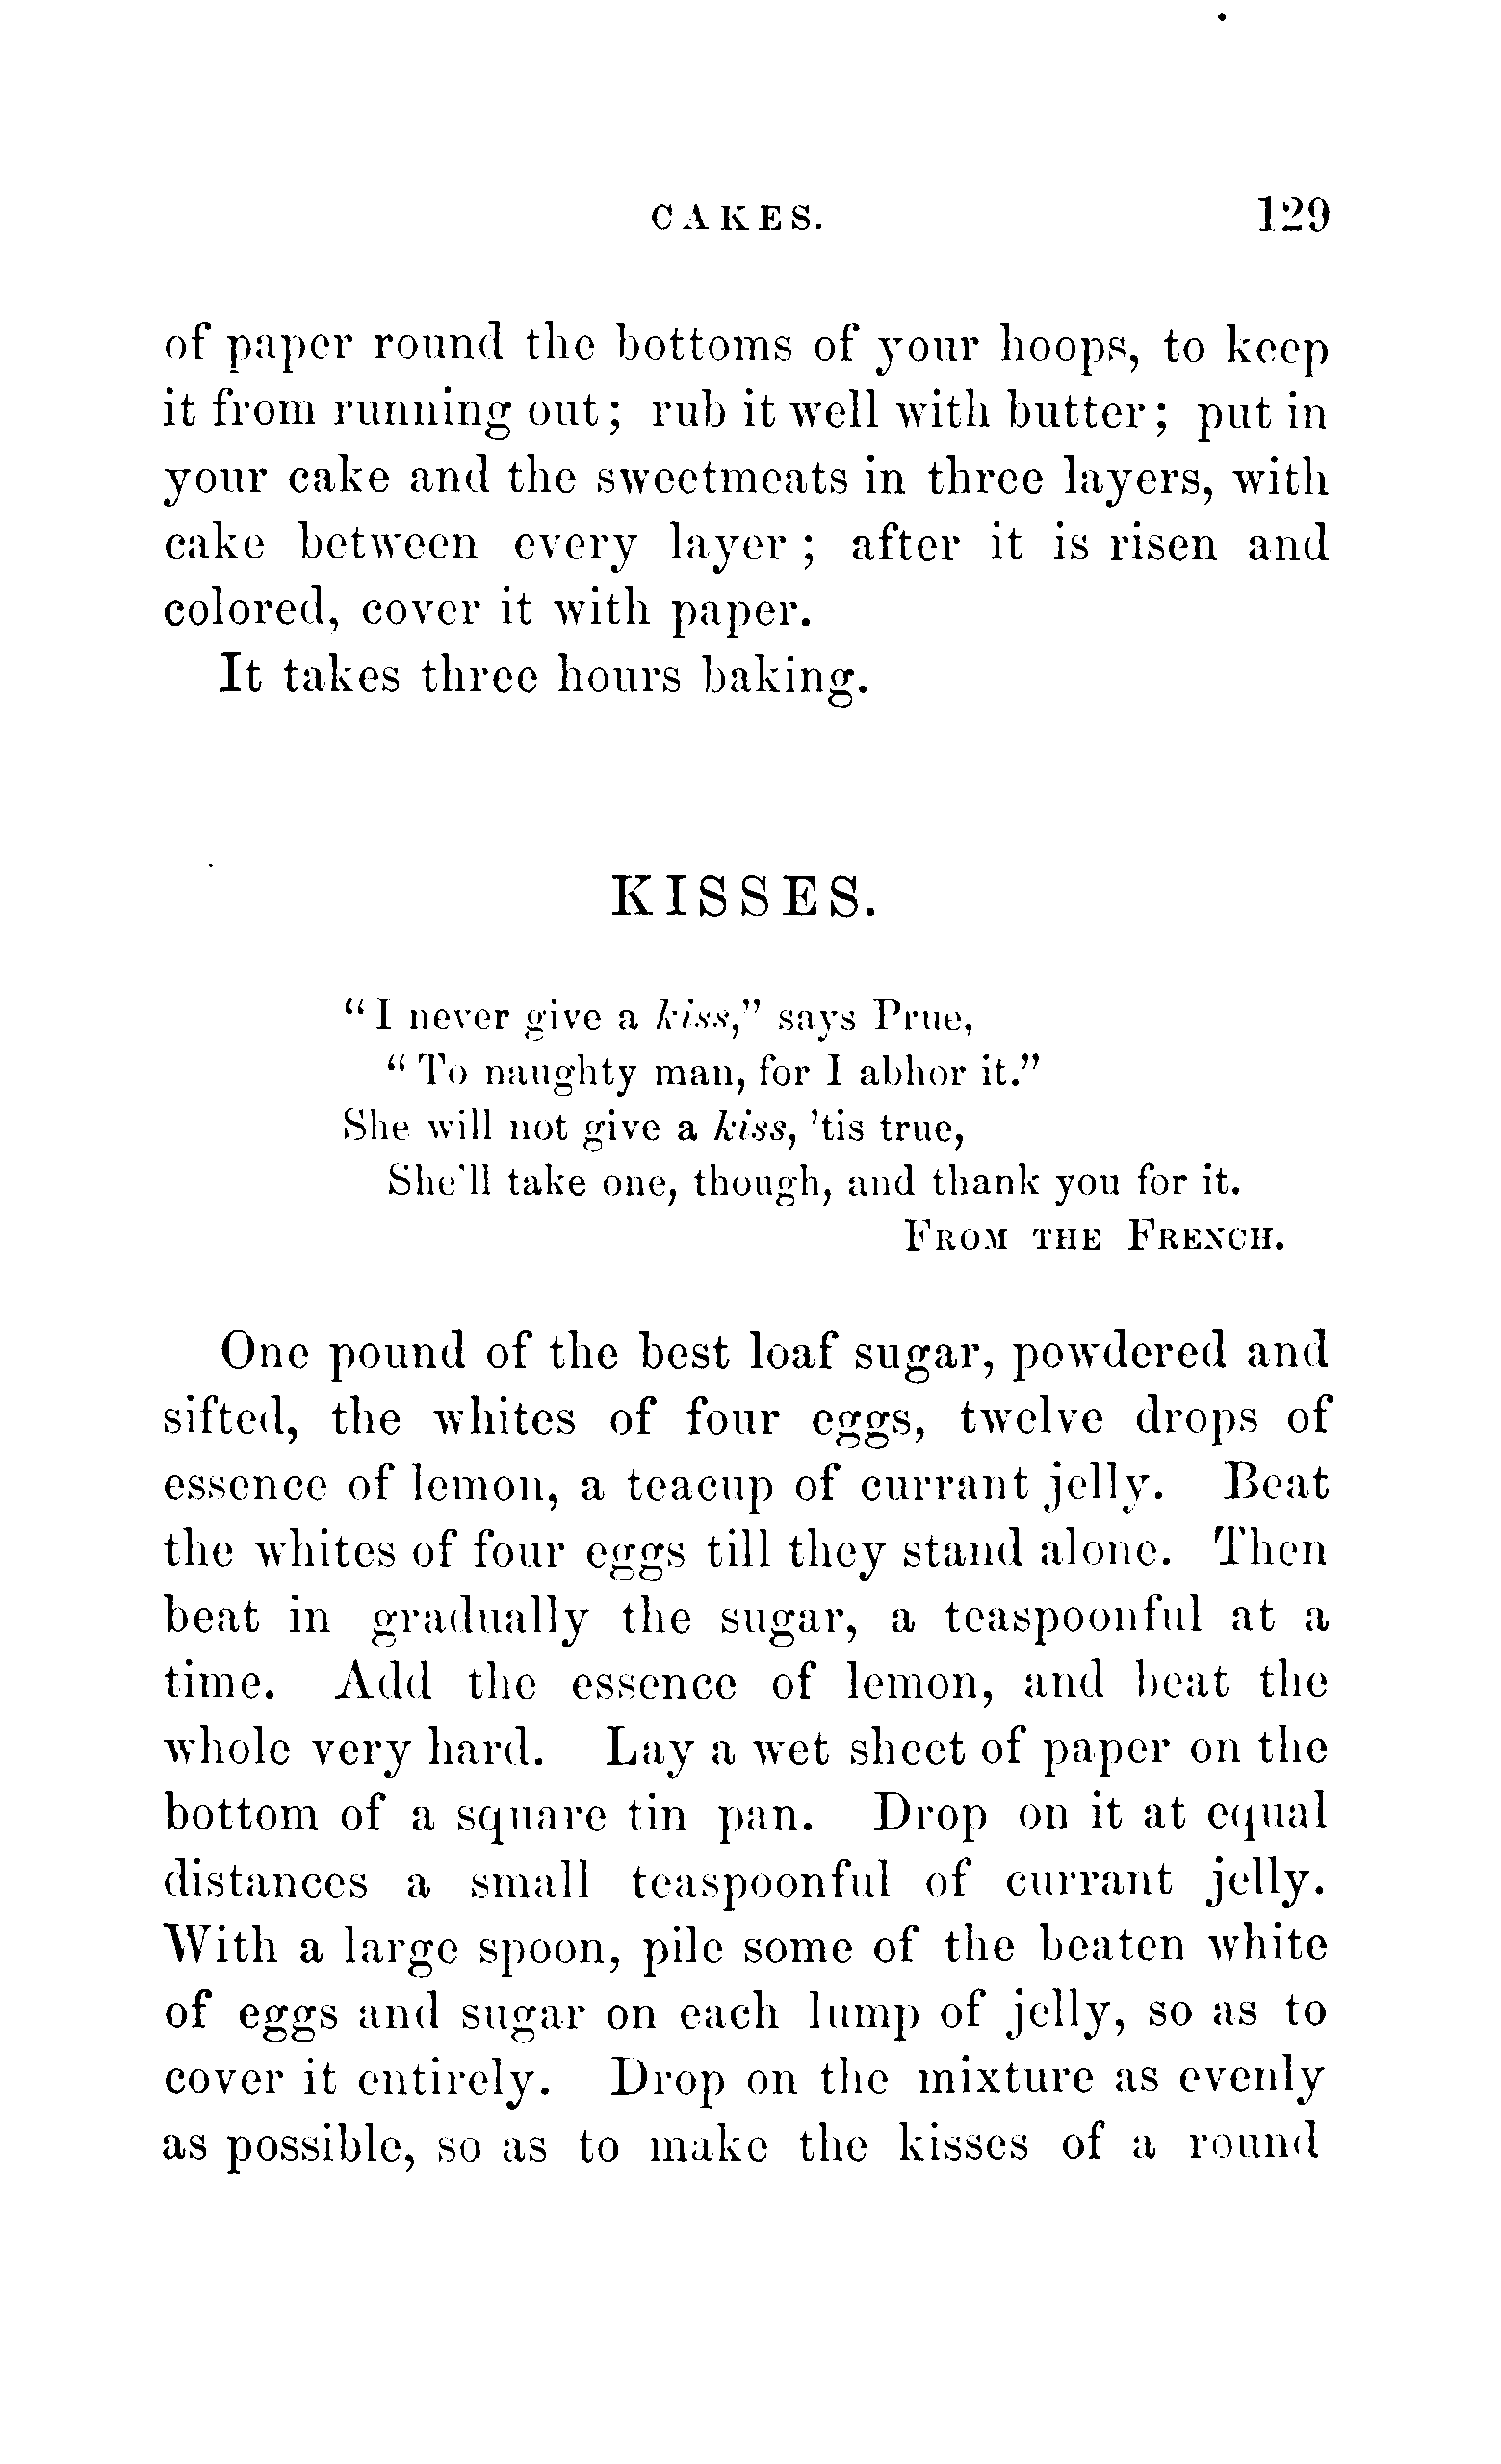 CAKES. 129
of paper round the bottoms of your hoops, to keep
it from running out; rub it well with butter; put in
your cake and the sweetmeats in three layers, with
cake between every layer; after it is risen and
colored, cover it with paper.
It takes three hours baking.
KISSES.
"I never give a kiss," says Prue,
"To naughty man, for I abhor it."
She will not give a kiss, 'tis true,
She'll take one, though, and thank you for it.
FROM THE FRENCH.
One pound of the best loaf sugar, powdered and
sifted, the whites of four eggs, twelve drops of
essence of lemon, a teacup of currant jelly. Beat
the whites of four eggs till they stand alone. Then
beat in gradually the sugar, a teaspoonful at a
time. Add the essence of lemon, and beat the
whole very hard. Lay a wet sheet of paper on the
bottom of a square tin pan. Drop on it at equal
distances a small teaspoonful of currant jelly.
With a large spoon, pile some of the beaten white
of eggs and sugar on each lump of jelly, so as to
cover it entirely. Drop on the mixture as evenly
as possible, so as to make the kisses of a round